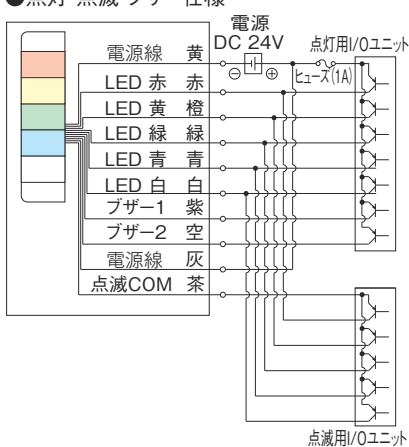 ●点灯・点滅・ブザー仕様
電源
DC 24V
点灯用I/Oユニット
ヒューズ(1A)
⊖ ⊕
電源線 黄
LED 赤 赤
LED 黄 橙
LED 緑 緑
LED 青 青
LED 白 白
ブザー1 紫
ブザー2 空
電源線 灰
点滅COM 茶
点滅用I/Oユニット